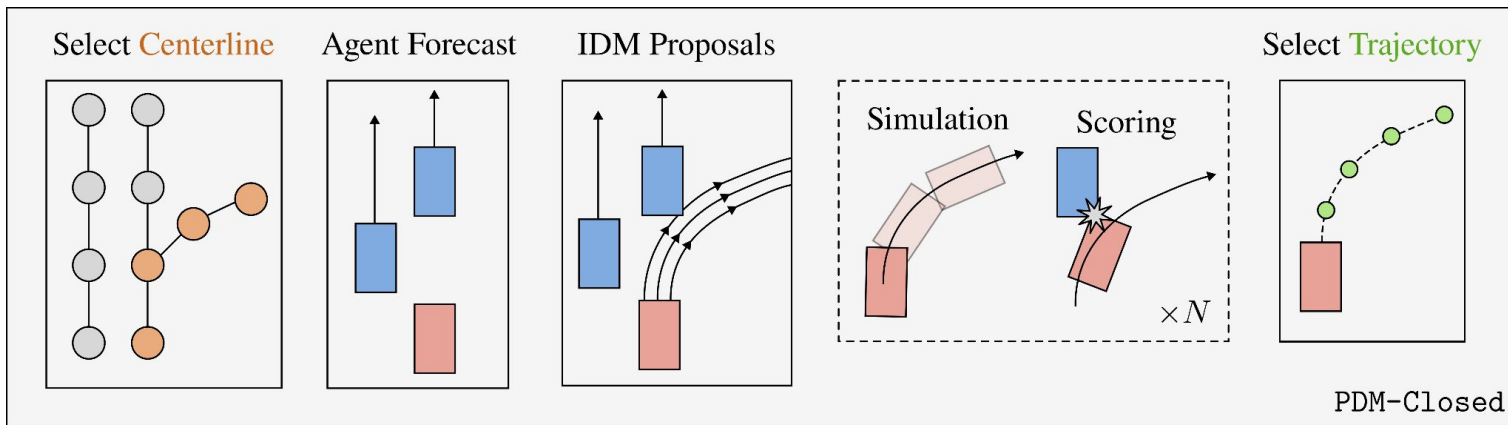 Select Centerline
Agent Forecast
IDM Proposals
Simulation
Scoring
×N
Select Trajectory
PDM-Closed